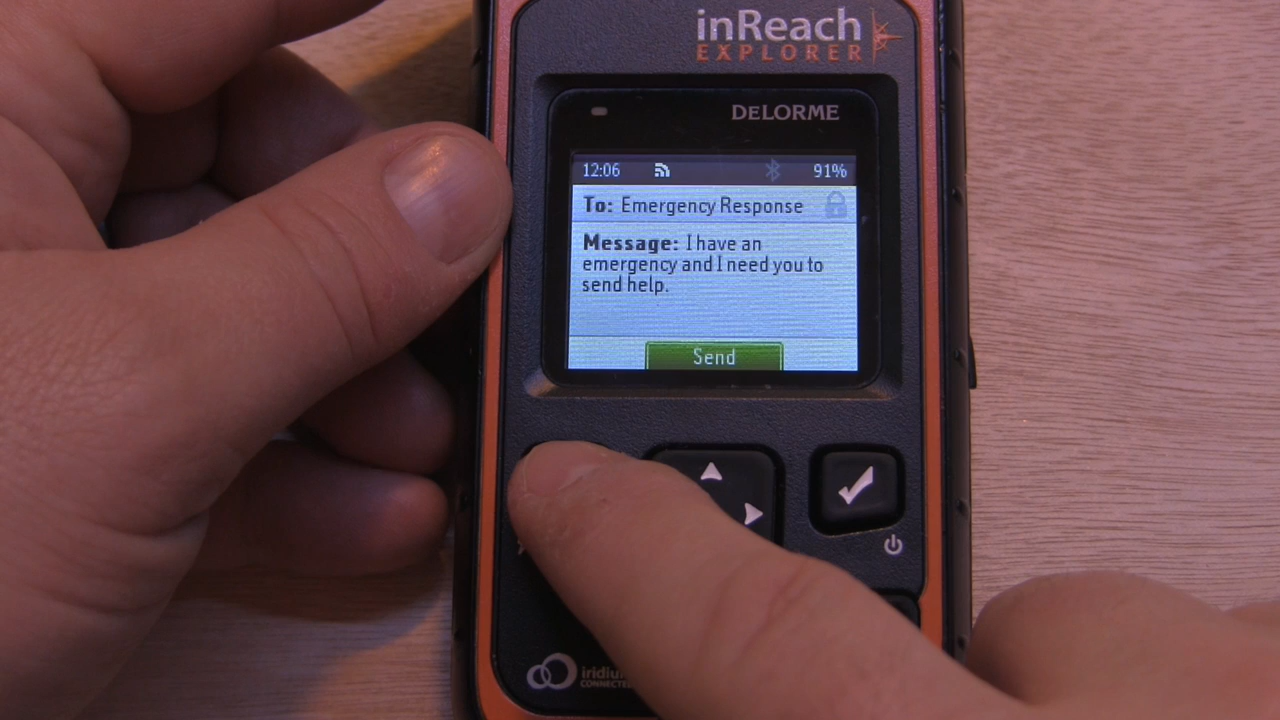 inReach
EXPLORER
DELORME
12:06 91%
To: Emergency Response
Message: I have an
emergency and I need you to
send help.
Send